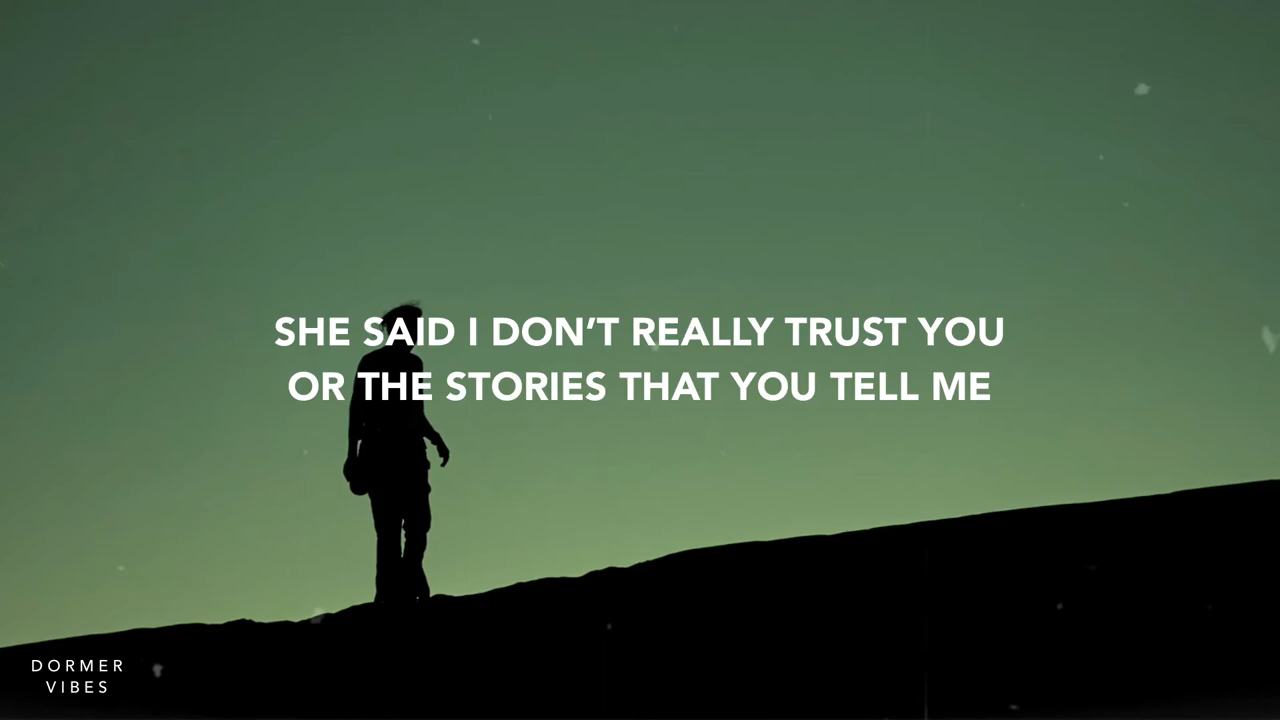 SHE SAID I DON’T REALLY TRUST YOU
OR THE STORIES THAT YOU TELL ME
DORMER
VIBES